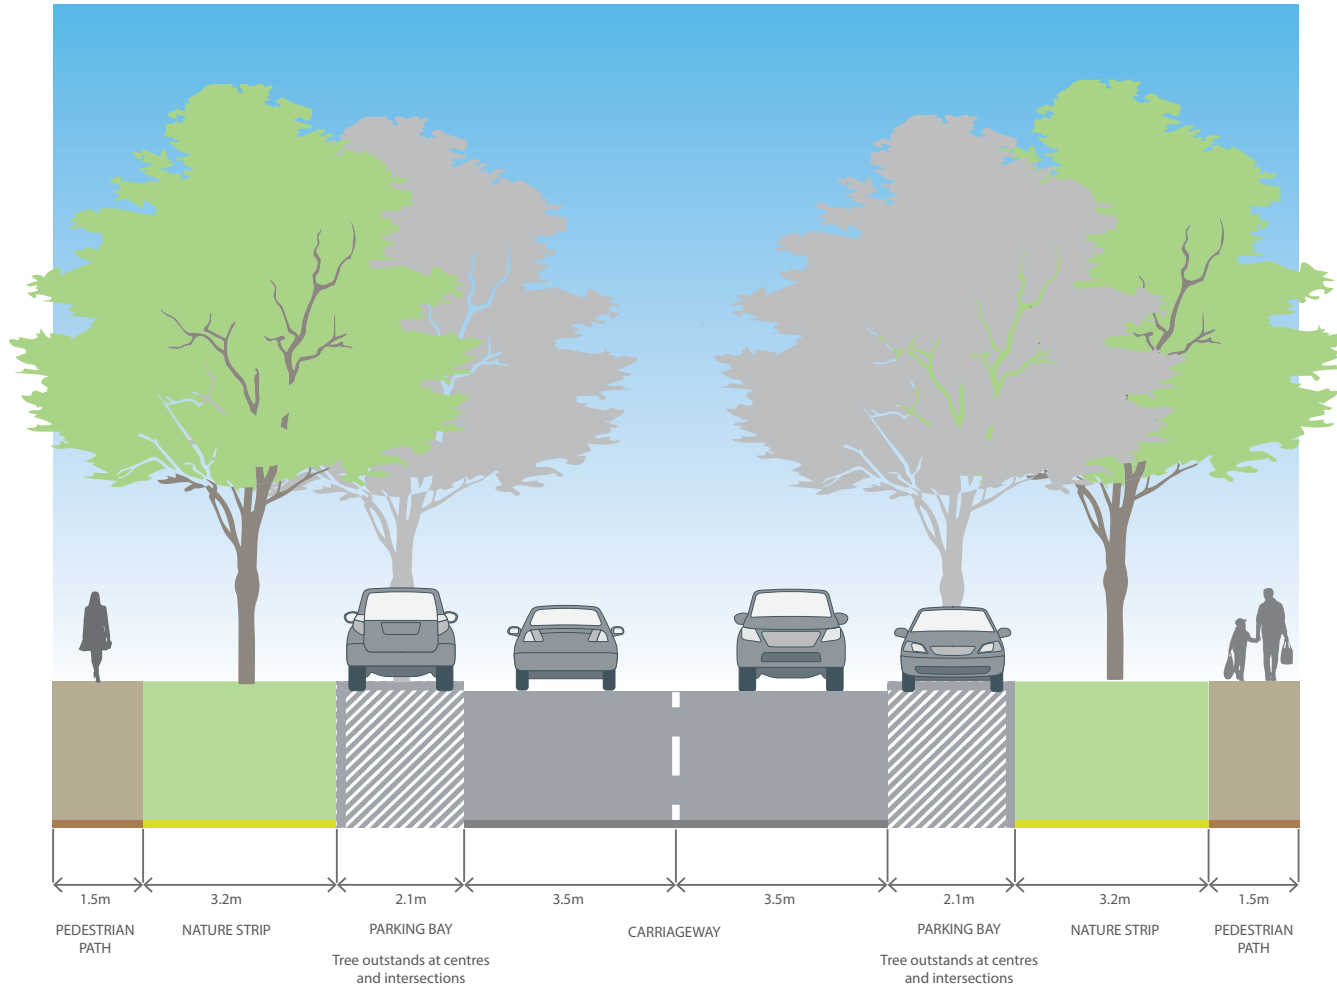 1.5m
3.2m
2.1m
3.5m
3.5m
2.1m
3.2m
1.5m
PEDESTRIAN
PATH
NATURE STRIP
PARKING BAY
Tree outstands at centres
and intersections
CARRIAGEWAY
PARKING BAY
Tree outstands at centres
and intersections
NATURE STRIP
PEDESTRIAN
PATH